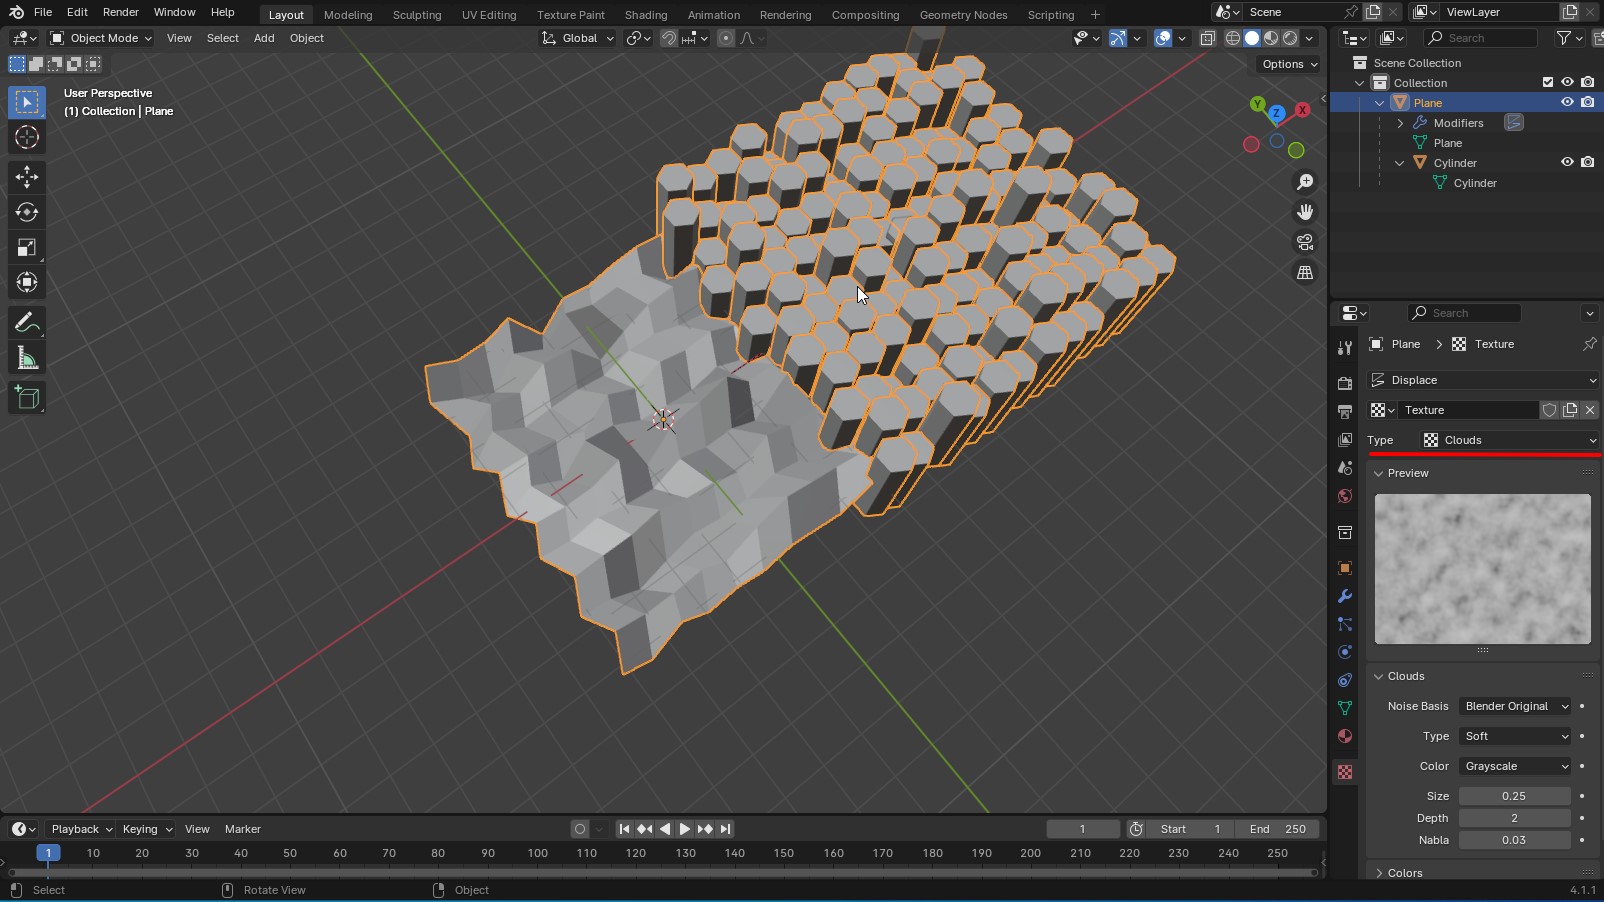 File Edit Render Window Help Layout Modeling Sculpting UV Editing Texture Paint Shading Animation Rendering Compositing Geometry Nodes Scripting + Scene ViewLayer
Object Mode View Select Add Object Global Search
Options
User Perspective
(1) Collection | Plane
Y
X
Z
Scene Collection
Collection
Plane
Modifiers
Plane
Cylinder
Cylinder
Search
Plane > Texture
Displace
Texture
Type Clouds
Preview
Clouds
Noise Basis Blender Original
Type Soft
Color Grayscale
Size 0.25
Depth 2
Nabla 0.03
Colors
Playback Keying View Marker 1 Start 1 End 250
1 10 20 30 40 50 60 70 80 90 100 110 120 130 140 150 160 170 180 190 200 210 220 230 240 250
Select Rotate View Object 4.1.1